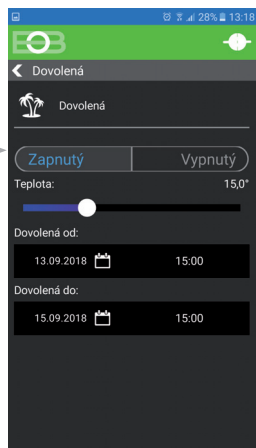 28% 13:18
EOB
Dovolená
Dovolená
Zapnutý Vypnutý
Teplota: 15,0°
Dovolená od:
13.09.2018 15:00
Dovolená do:
15.09.2018 15:00